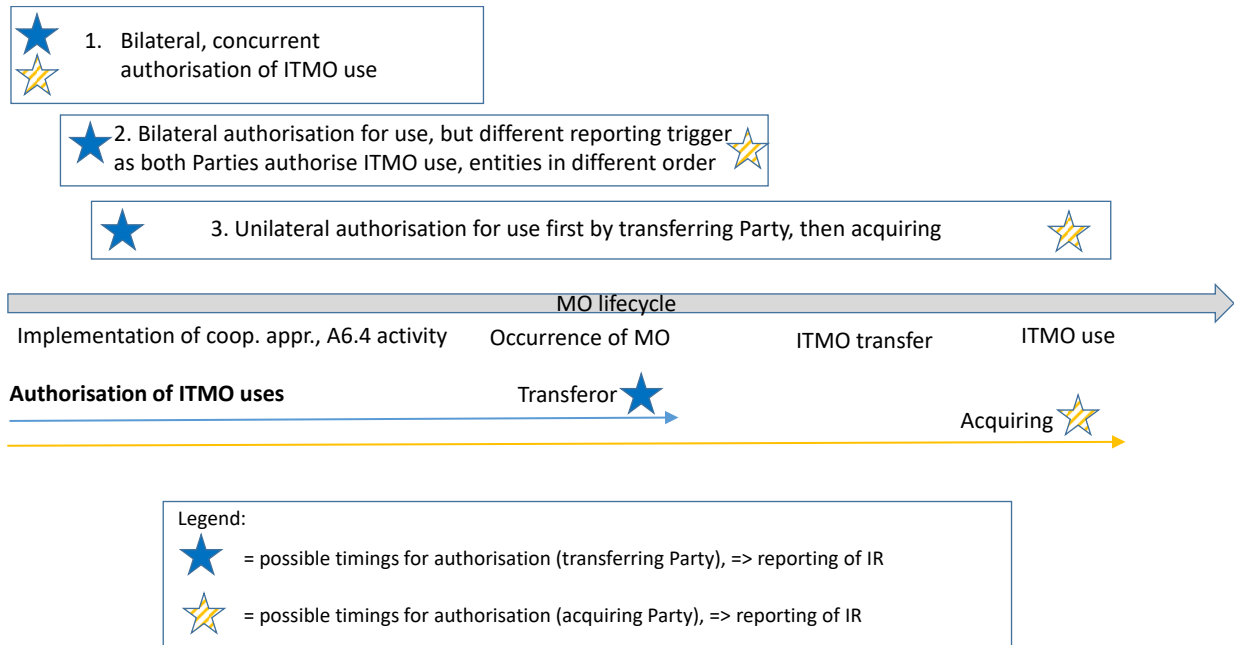 1. Bilateral, concurrent
authorisation of ITMO use
2. Bilateral authorisation for use, but different reporting trigger
as both Parties authorise ITMO use, entities in different order
3. Unilateral authorisation for use first by transferring Party, then acquiring
MO lifecycle
Implementation of coop. appr., A6.4 activity
Occurrence of MO
ITMO transfer
ITMO use
Authorisation of ITMO uses
Transferor
Acquiring
Legend:
= possible timings for authorisation (transferring Party), => reporting of IR
= possible timings for authorisation (acquiring Party), => reporting of IR